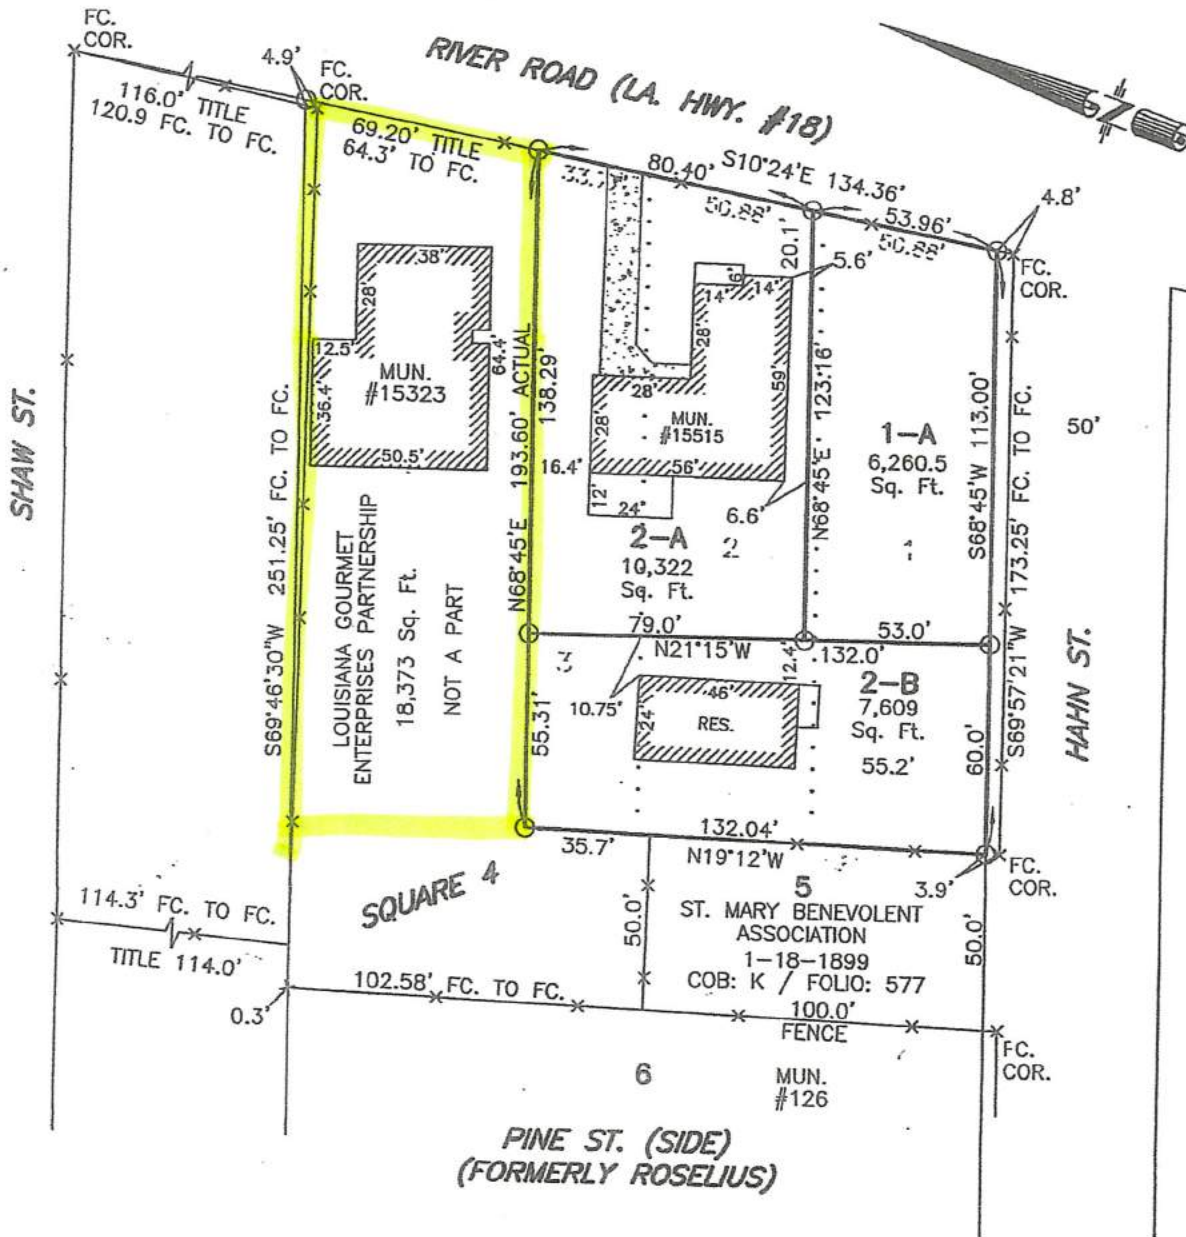 FC.
COR.
4.9'
FC.
COR.
RIVER ROAD (LA. HWY. #18)
Z
116.0' TITLE
120.9 FC. TO FC.
69.20' TITLE
64.3' TO FC.
80.40'
S10°24'E 134.36'
50.88'
53.96'
50.88'
4.8'
FC.
COR.
20.1'
5.6'
38'
28'
12.5'
36.4'
64.4'
MUN.
#15323
50.5'
6'
14'
14'
28'
59'
28'
28'
MUN.
#15515
56'
12'
24'
16.4'
6.6'
N68°45'E 193.60' ACTUAL
138.29'
N68°45'E 123.16'
1-A
6,260.5
Sq. Ft.
1
S68°45'W 113.00'
50'
SHAW ST.
S69°46'30"W 251.25' FC. TO FC.
LOUISIANA GOURMET
ENTERPRISES PARTNERSHIP
18,373 Sq. Ft.
NOT A PART
2-A
10,322
Sq. Ft.
2
S69°57'21"W 173.25' FC. TO FC.
HAHN ST.
79.0'
N21°15'W
53.0'
132.0'
3
12.4'
2-B
7,609
Sq. Ft.
55.2'
10.75'
46'
24'
RES.
55.31'
60.0'
132.04'
35.7'
N19°12'W
3.9'
FC.
COR.
SQUARE 4
114.3' FC. TO FC.
TITLE 114.0'
50.0'
5
ST. MARY BENEVOLENT
ASSOCIATION
1-18-1899
COB: K / FOLIO: 577
50.0'
102.58' FC. TO FC.
0.3'
100.0'
FENCE
FC.
COR.
6
MUN.
#126
PINE ST. (SIDE)
(FORMERLY ROSELIUS)